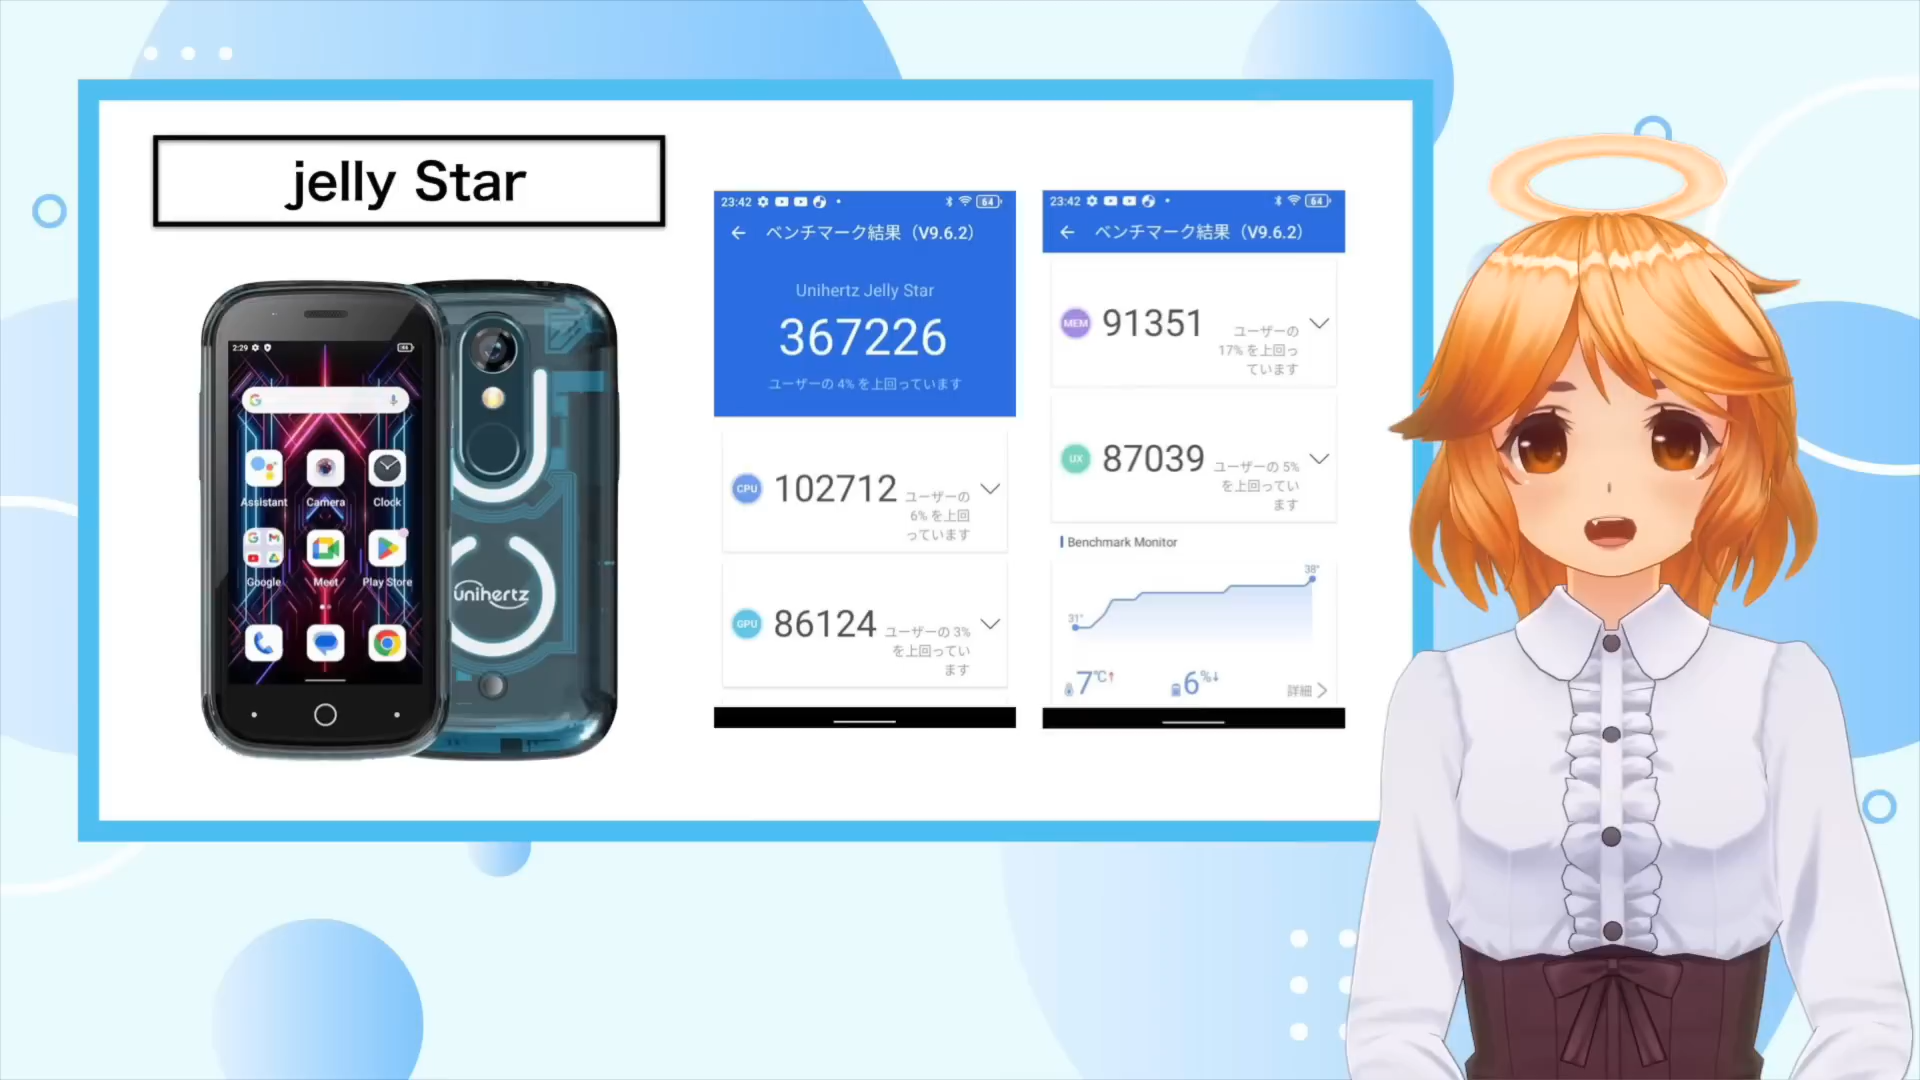 jelly Star
2:29
Assistant
Camera
Clock
Google
Meet
Play Store
unihertz
23:42
64
ベンチマーク結果（V9.6.2）
Unihertz Jelly Star
367226
ユーザーの 4% を上回っています
CPU
102712
ユーザーの
6% を上回
っています
GPU
86124
ユーザーの 3%
を上回ってい
ます
23:42
64
ベンチマーク結果（V9.6.2）
MEM
91351
ユーザーの
17% を上回っ
ています
UX
87039
ユーザーの 5%
を上回ってい
ます
Benchmark Monitor
31°
38°
7℃↑
6%↓
詳細